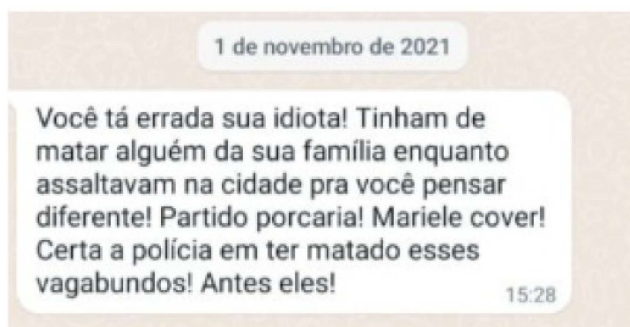 1 de novembro de 2021
Você tá errada sua idiota! Tinham de
matar alguém da sua família enquanto
assaltavam na cidade pra você pensar
diferente! Partido porcaria! Mariele cover!
Certa a polícia em ter matado esses
vagabundos! Antes eles!
15:28